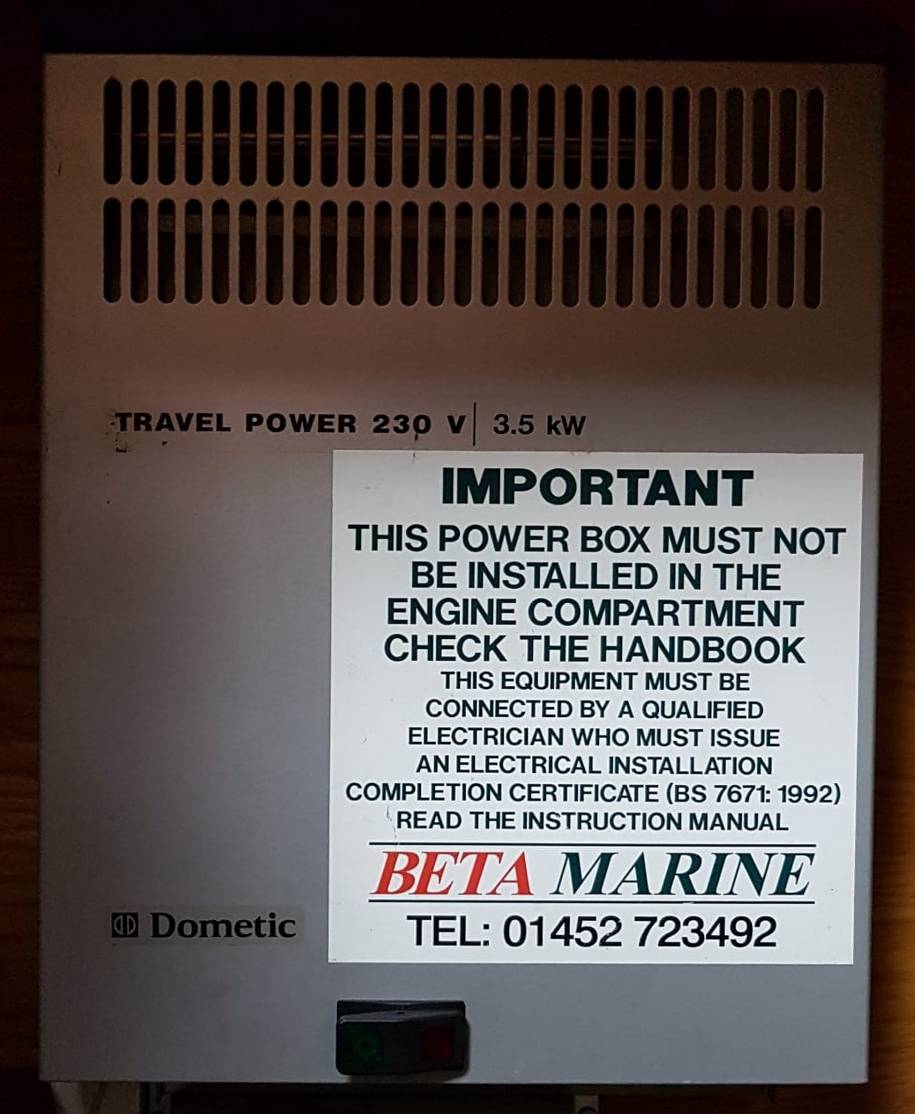 TRAVEL POWER 230 V | 3.5 kW
IMPORTANT
THIS POWER BOX MUST NOT
BE INSTALLED IN THE
ENGINE COMPARTMENT
CHECK THE HANDBOOK
THIS EQUIPMENT MUST BE
CONNECTED BY A QUALIFIED
ELECTRICIAN WHO MUST ISSUE
AN ELECTRICAL INSTALLATION
COMPLETION CERTIFICATE (BS 7671: 1992)
READ THE INSTRUCTION MANUAL
BETA MARINE
TEL: 01452 723492
Dometic